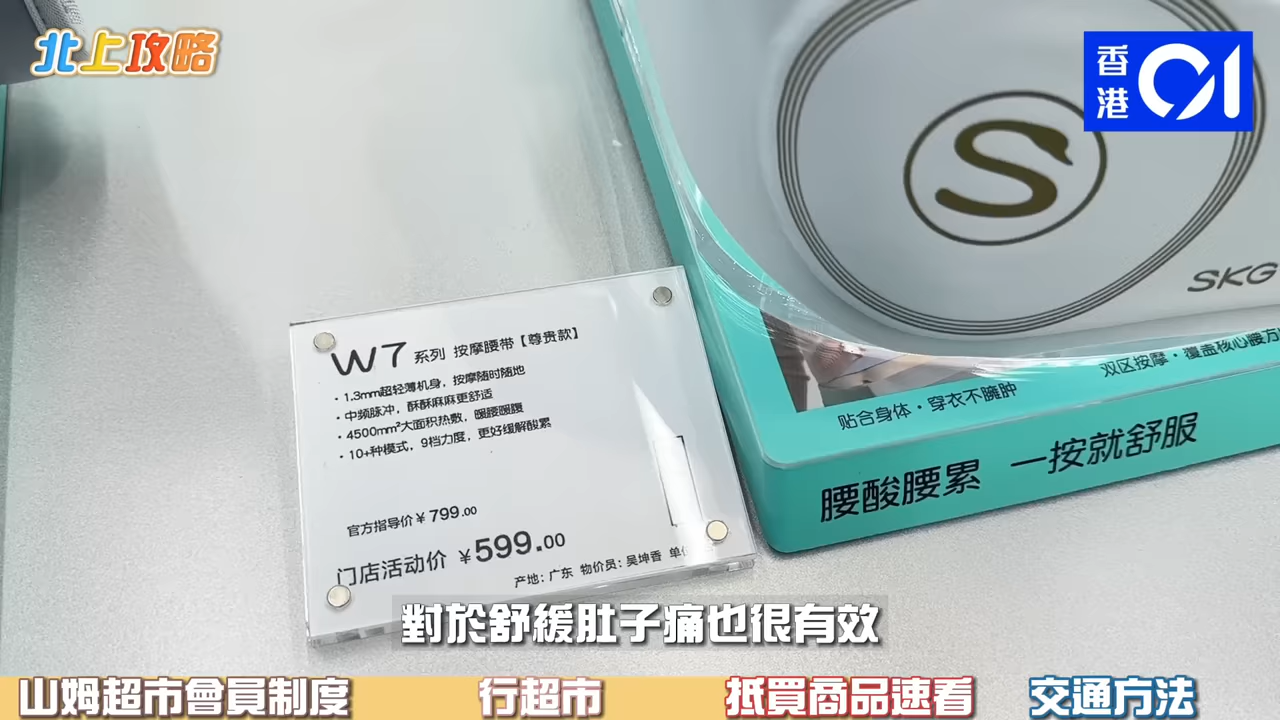 北上攻略
香港01
S
SKG
W7 系列 按摩腰带【尊贵款】
· 1.3mm超轻薄机身，按摩随时随地
· 中频脉冲，酥酥麻麻更舒适
· 4500mm²大面积热敷，暖腰暖腹
· 10+种模式，9档力度，更好缓解酸累
官方指导价￥799.00
门店活动价 ￥599.00
产地：广东 物价员：吴坤香 单
贴合身体·穿衣不臃肿
双区按摩·覆盖核心腰方
腰酸腰累 一按就舒服
對於舒緩肚子痛也很有效
山姆超市會員制度 行超市 抵買商品速看 交通方法